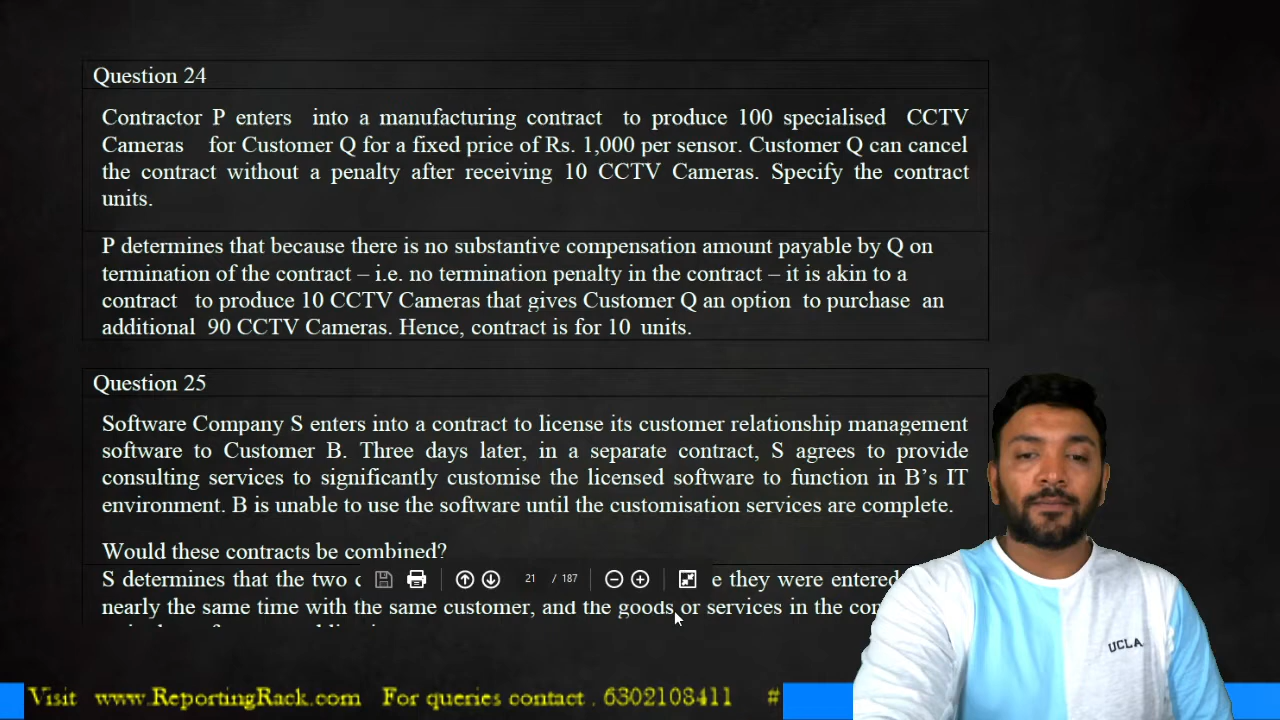 Question 24
Contractor P enters into a manufacturing contract to produce 100 specialised CCTV
Cameras for Customer Q for a fixed price of Rs. 1,000 per sensor. Customer Q can cancel
the contract without a penalty after receiving 10 CCTV Cameras. Specify the contract
units.
P determines that because there is no substantive compensation amount payable by Q on
termination of the contract – i.e. no termination penalty in the contract – it is akin to a
contract to produce 10 CCTV Cameras that gives Customer Q an option to purchase an
additional 90 CCTV Cameras. Hence, contract is for 10 units.
Question 25
Software Company S enters into a contract to license its customer relationship management
software to Customer B. Three days later, in a separate contract, S agrees to provide
consulting services to significantly customise the licensed software to function in B's IT
environment. B is unable to use the software until the customisation services are complete.
Would these contracts be combined?
S determines that the two 21 / 187 they were entered
nearly the same time with the same customer, and the goods or services in the
UCLA
Visit www.ReportingRack.com For queries contact . 6302108411 #